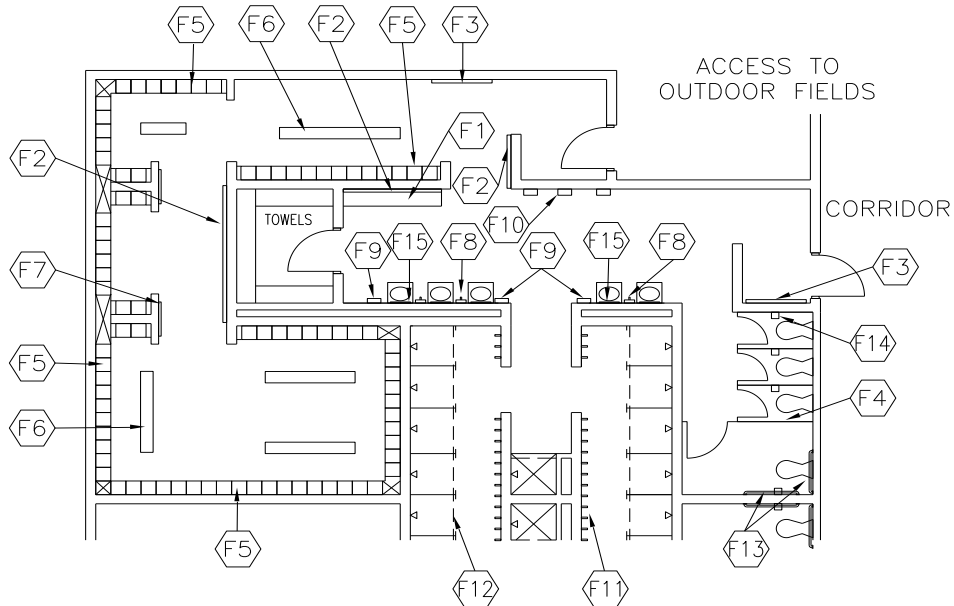 F5
F6
F2
F5
F3
ACCESS TO
OUTDOOR FIELDS
F1
F2
F2
F10
TOWELS
CORRIDOR
F9
F15
F8
F9
F15
F8
F3
F7
F14
F5
F4
F6
F5
F12
F11
F13